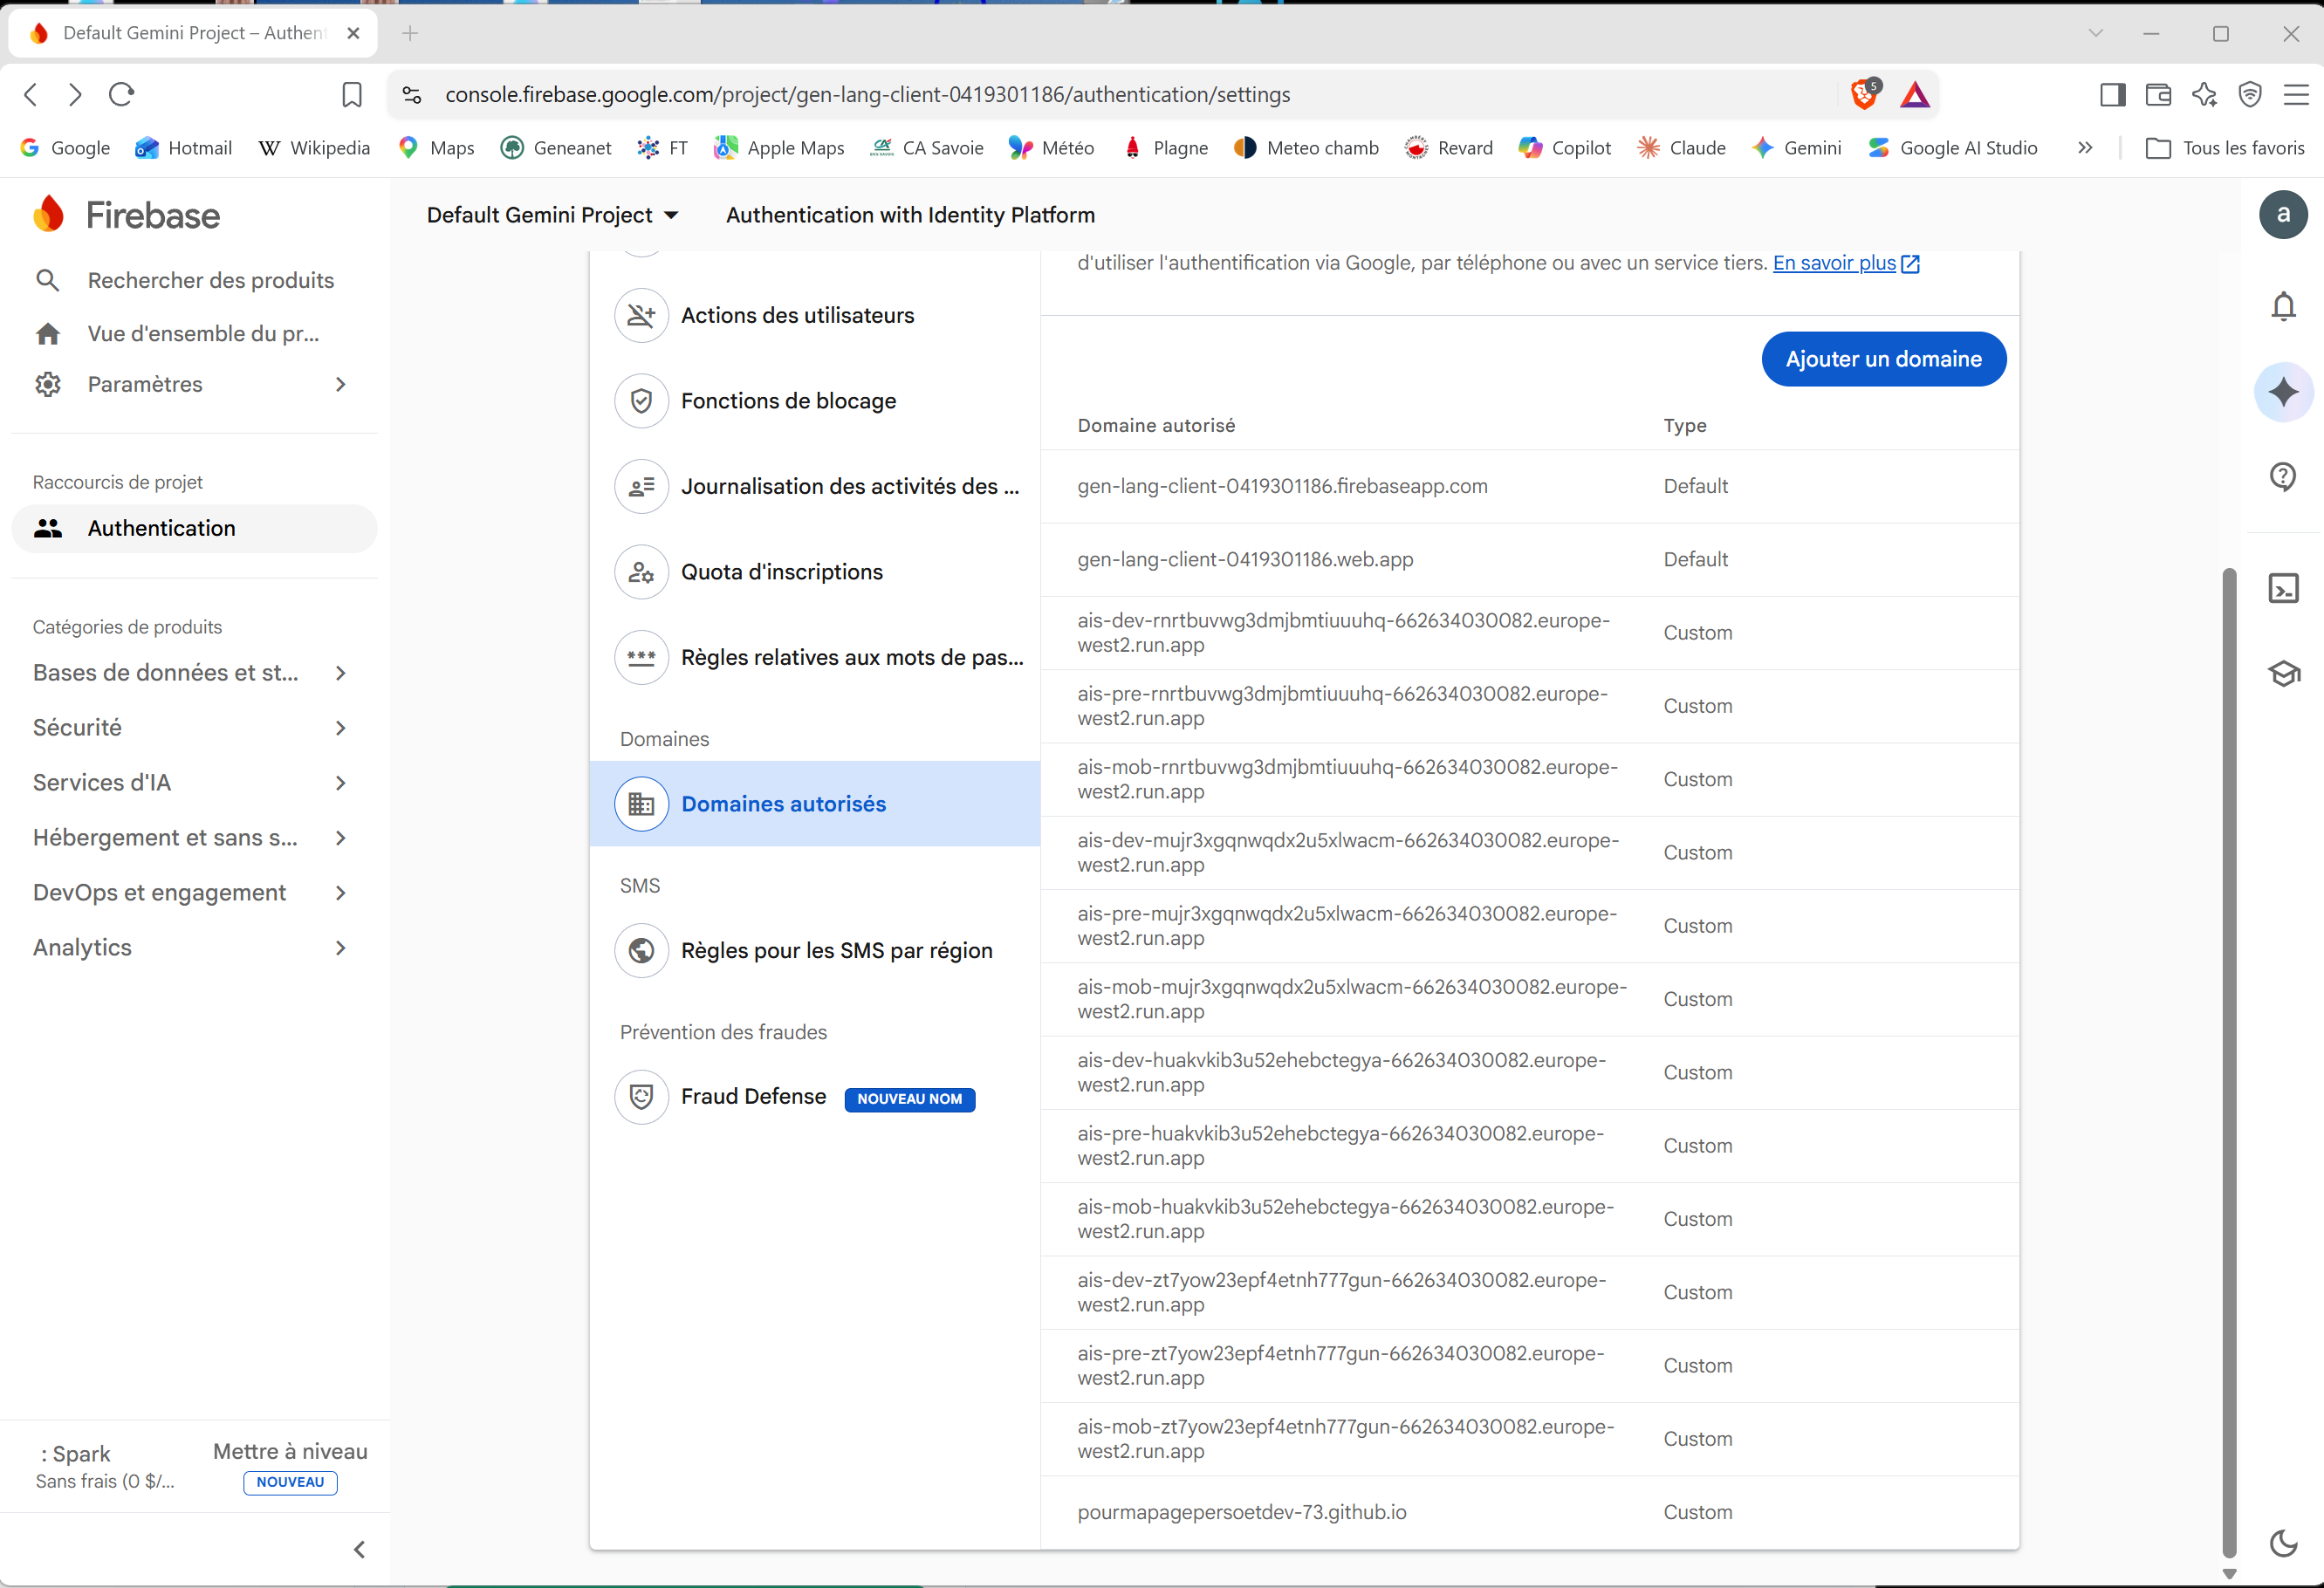 Default Gemini Project – Authent
5
console.firebase.google.com/project/gen-lang-client-0419301186/authentication/settings
Google
Hotmail
Wikipedia
Maps
Geneanet
FT
Apple Maps
CA Savoie
Météo
Plagne
Meteo chamb
Revard
Copilot
Claude
Gemini
Google AI Studio
Tous les favoris
Firebase
Rechercher des produits
Vue d'ensemble du pr...
Paramètres
Raccourcis de projet
Authentication
Catégories de produits
Bases de données et st...
Sécurité
Services d'IA
Hébergement et sans s...
DevOps et engagement
Analytics
: Spark
Sans frais (0 $/...
Mettre à niveau
NOUVEAU
Default Gemini Project
Authentication with Identity Platform
a
Actions des utilisateurs
Fonctions de blocage
Journalisation des activités des ...
Quota d'inscriptions
Règles relatives aux mots de pas...
Domaines
Domaines autorisés
SMS
Règles pour les SMS par région
Prévention des fraudes
Fraud Defense
NOUVEAU NOM
d'utiliser l'authentification via Google, par téléphone ou avec un service tiers. En savoir plus
Ajouter un domaine
Domaine autorisé
Type
gen-lang-client-0419301186.firebaseapp.com
Default
gen-lang-client-0419301186.web.app
Default
ais-dev-rnrtbuvwg3dmjbmtiuuuhq-662634030082.europe-
west2.run.app
Custom
ais-pre-rnrtbuvwg3dmjbmtiuuuhq-662634030082.europe-
west2.run.app
Custom
ais-mob-rnrtbuvwg3dmjbmtiuuuhq-662634030082.europe-
west2.run.app
Custom
ais-dev-mujr3xgqnwqdx2u5xlwacm-662634030082.europe-
west2.run.app
Custom
ais-pre-mujr3xgqnwqdx2u5xlwacm-662634030082.europe-
west2.run.app
Custom
ais-mob-mujr3xgqnwqdx2u5xlwacm-662634030082.europe-
west2.run.app
Custom
ais-dev-huakvkib3u52ehebctegya-662634030082.europe-
west2.run.app
Custom
ais-pre-huakvkib3u52ehebctegya-662634030082.europe-
west2.run.app
Custom
ais-mob-huakvkib3u52ehebctegya-662634030082.europe-
west2.run.app
Custom
ais-dev-zt7yow23epf4etnh777gun-662634030082.europe-
west2.run.app
Custom
ais-pre-zt7yow23epf4etnh777gun-662634030082.europe-
west2.run.app
Custom
ais-mob-zt7yow23epf4etnh777gun-662634030082.europe-
west2.run.app
Custom
pourmapagepersoetdev-73.github.io
Custom